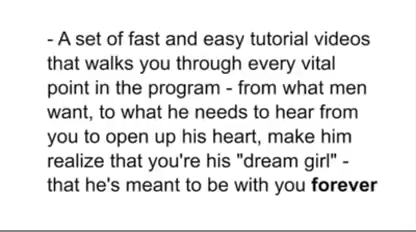 - A set of fast and easy tutorial videos
that walks you through every vital
point in the program - from what men
want, to what he needs to hear from
you to open up his heart, make him
realize that you're his "dream girl" -
that he's meant to be with you forever